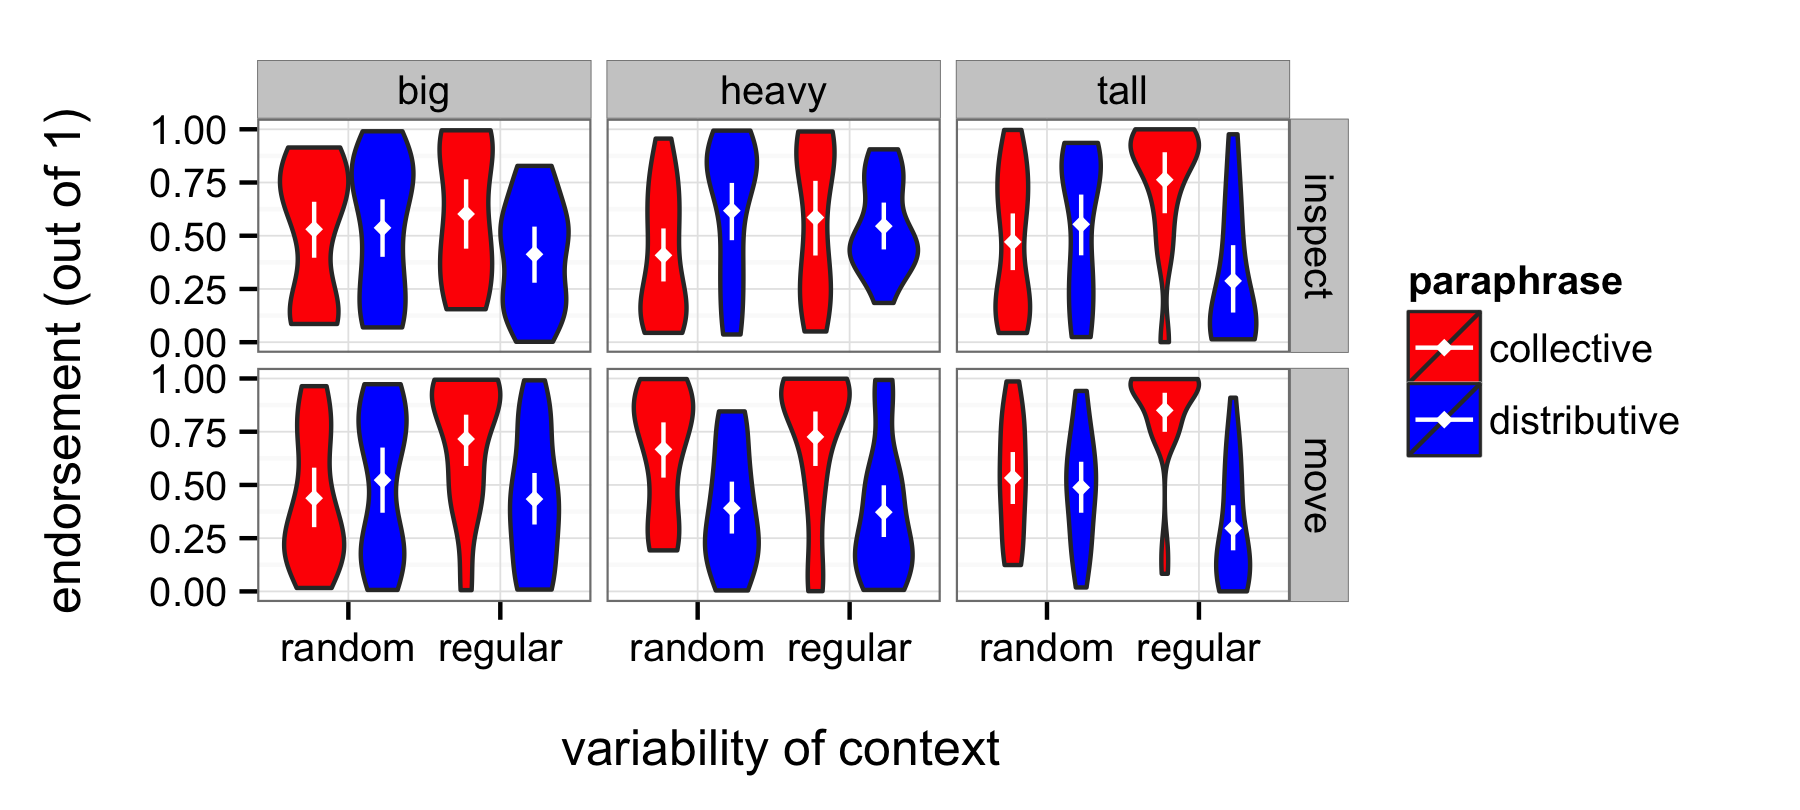 big heavy tall
endorsement (out of 1)
1.00
0.75
0.50
0.25
0.00
inspect
1.00
0.75
0.50
0.25
0.00
move
random regular random regular random regular
variability of context
paraphrase
collective
distributive